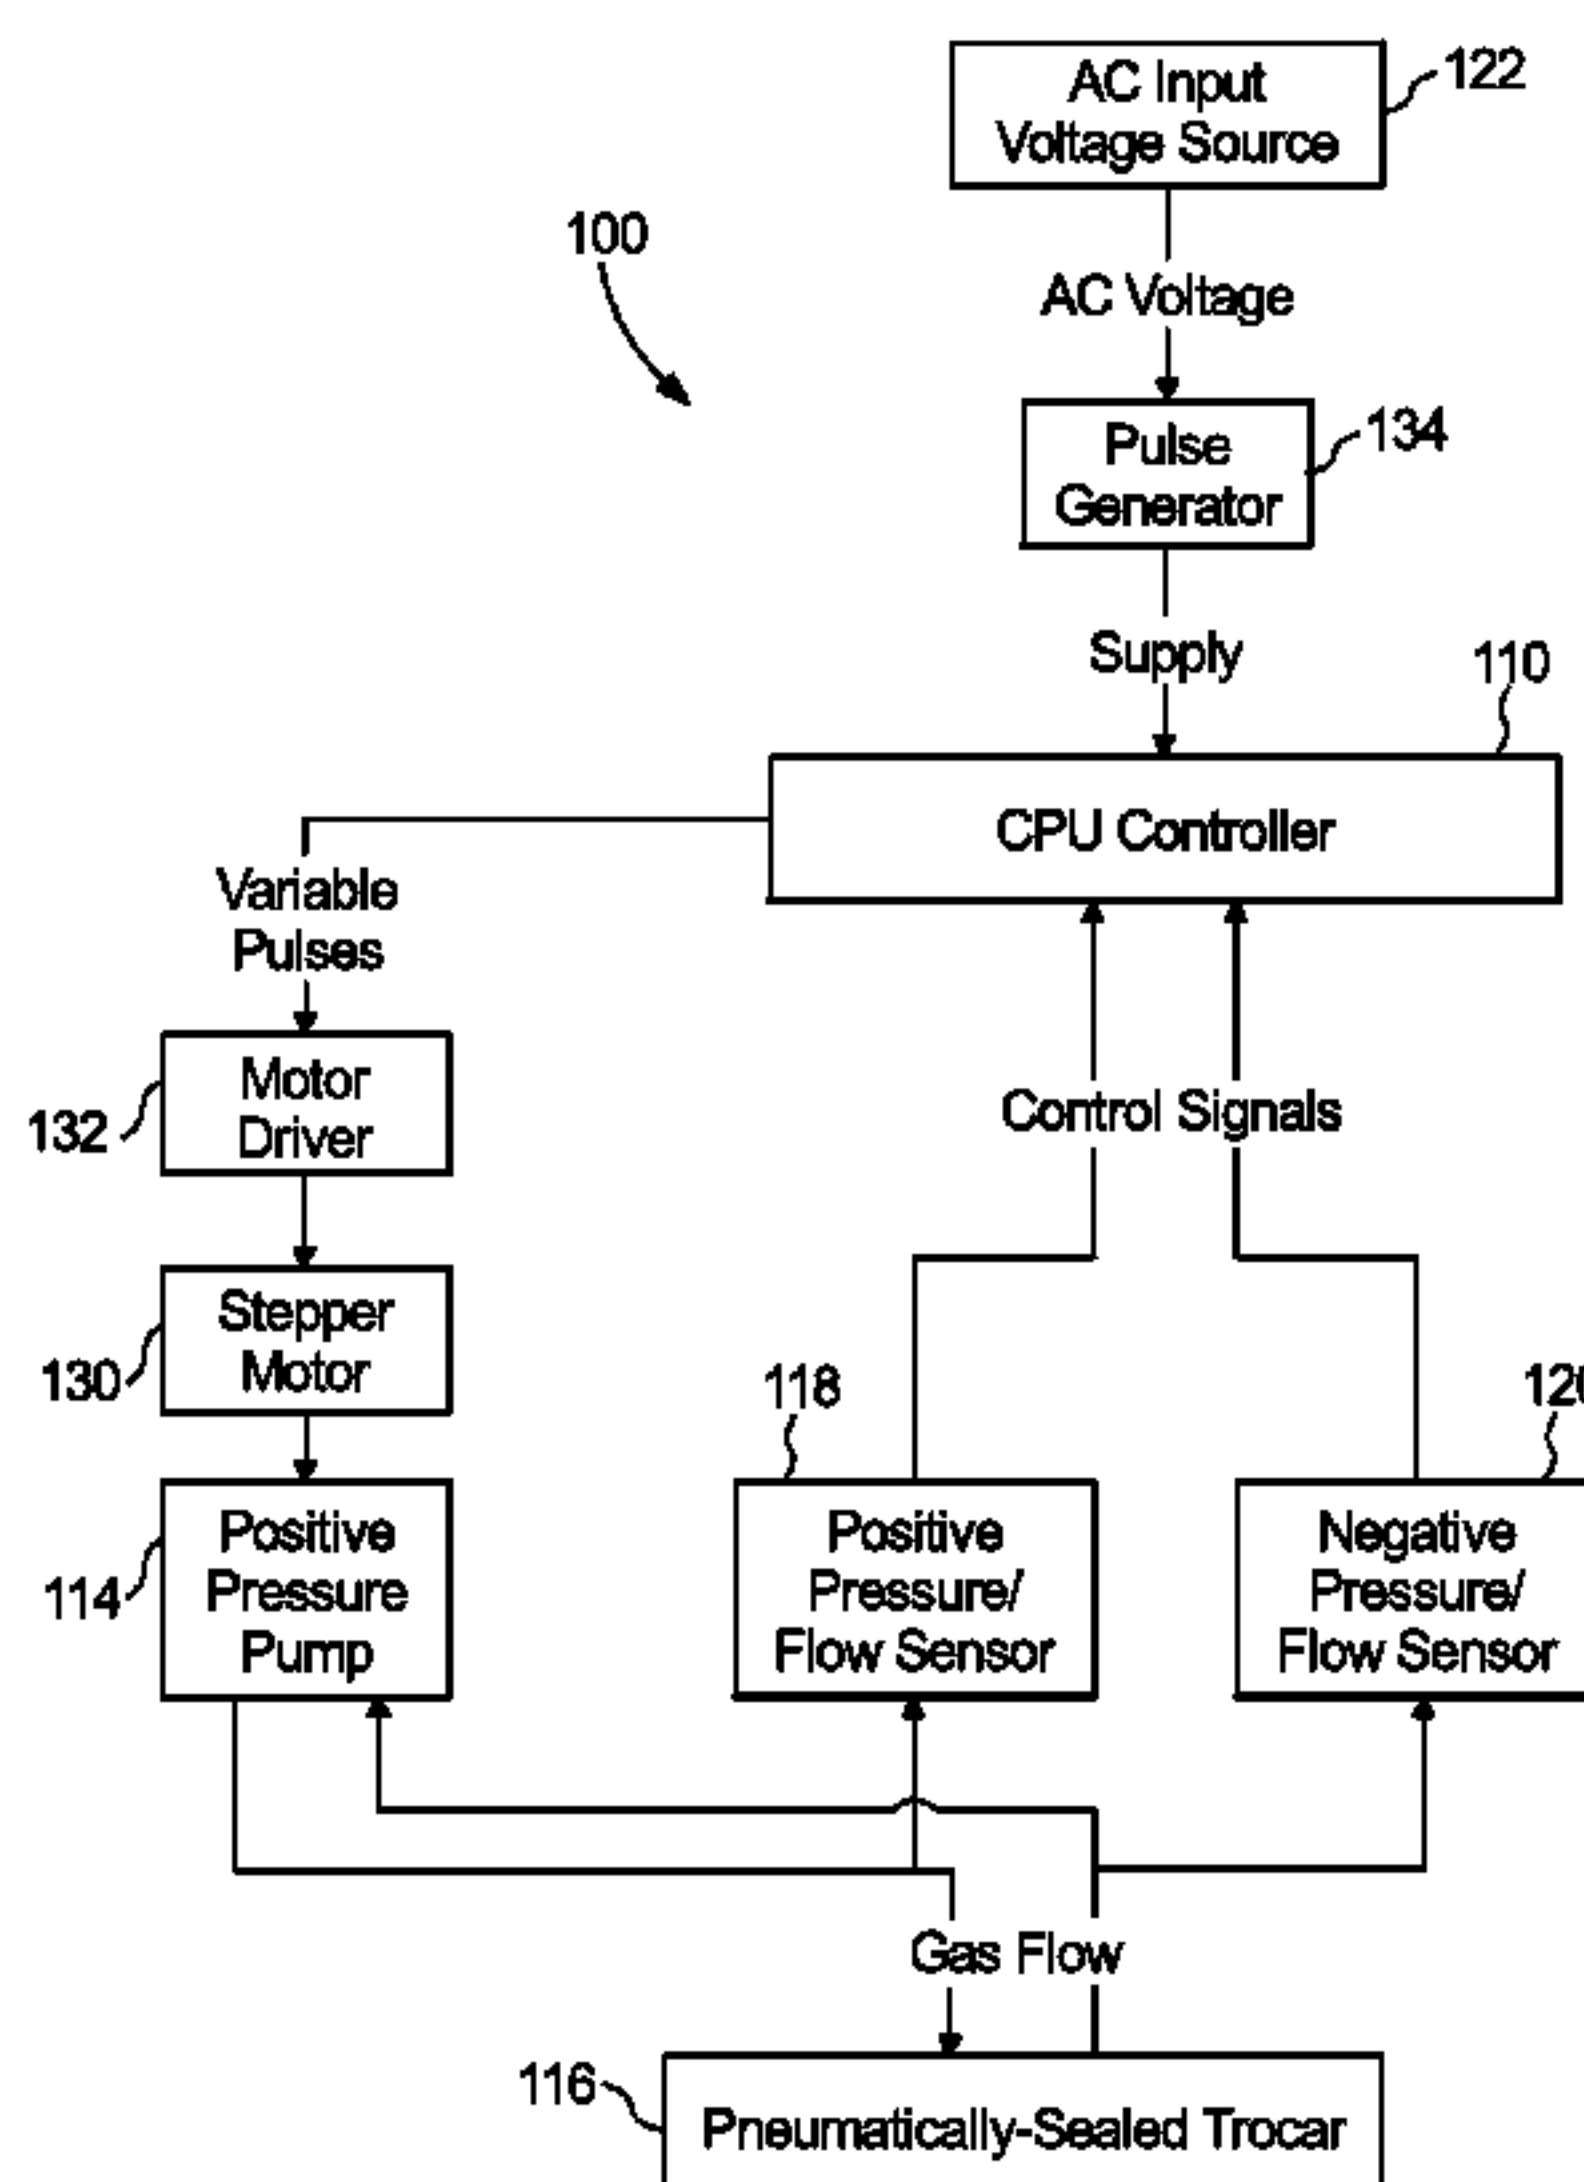 AC Input
Voltage Source
122
100
AC Voltage
Pulse
Generator
134
Supply
110
CPU Controller
Variable
Pulses
Motor
Driver
132
Control Signals
Stepper
Motor
130
118
Positive
Pressure
Pump
114
Positive
Pressure/
Flow Sensor
Negative
Pressure/
Flow Sensor
Gas Flow
116
Pneumatically-Sealed Trocar